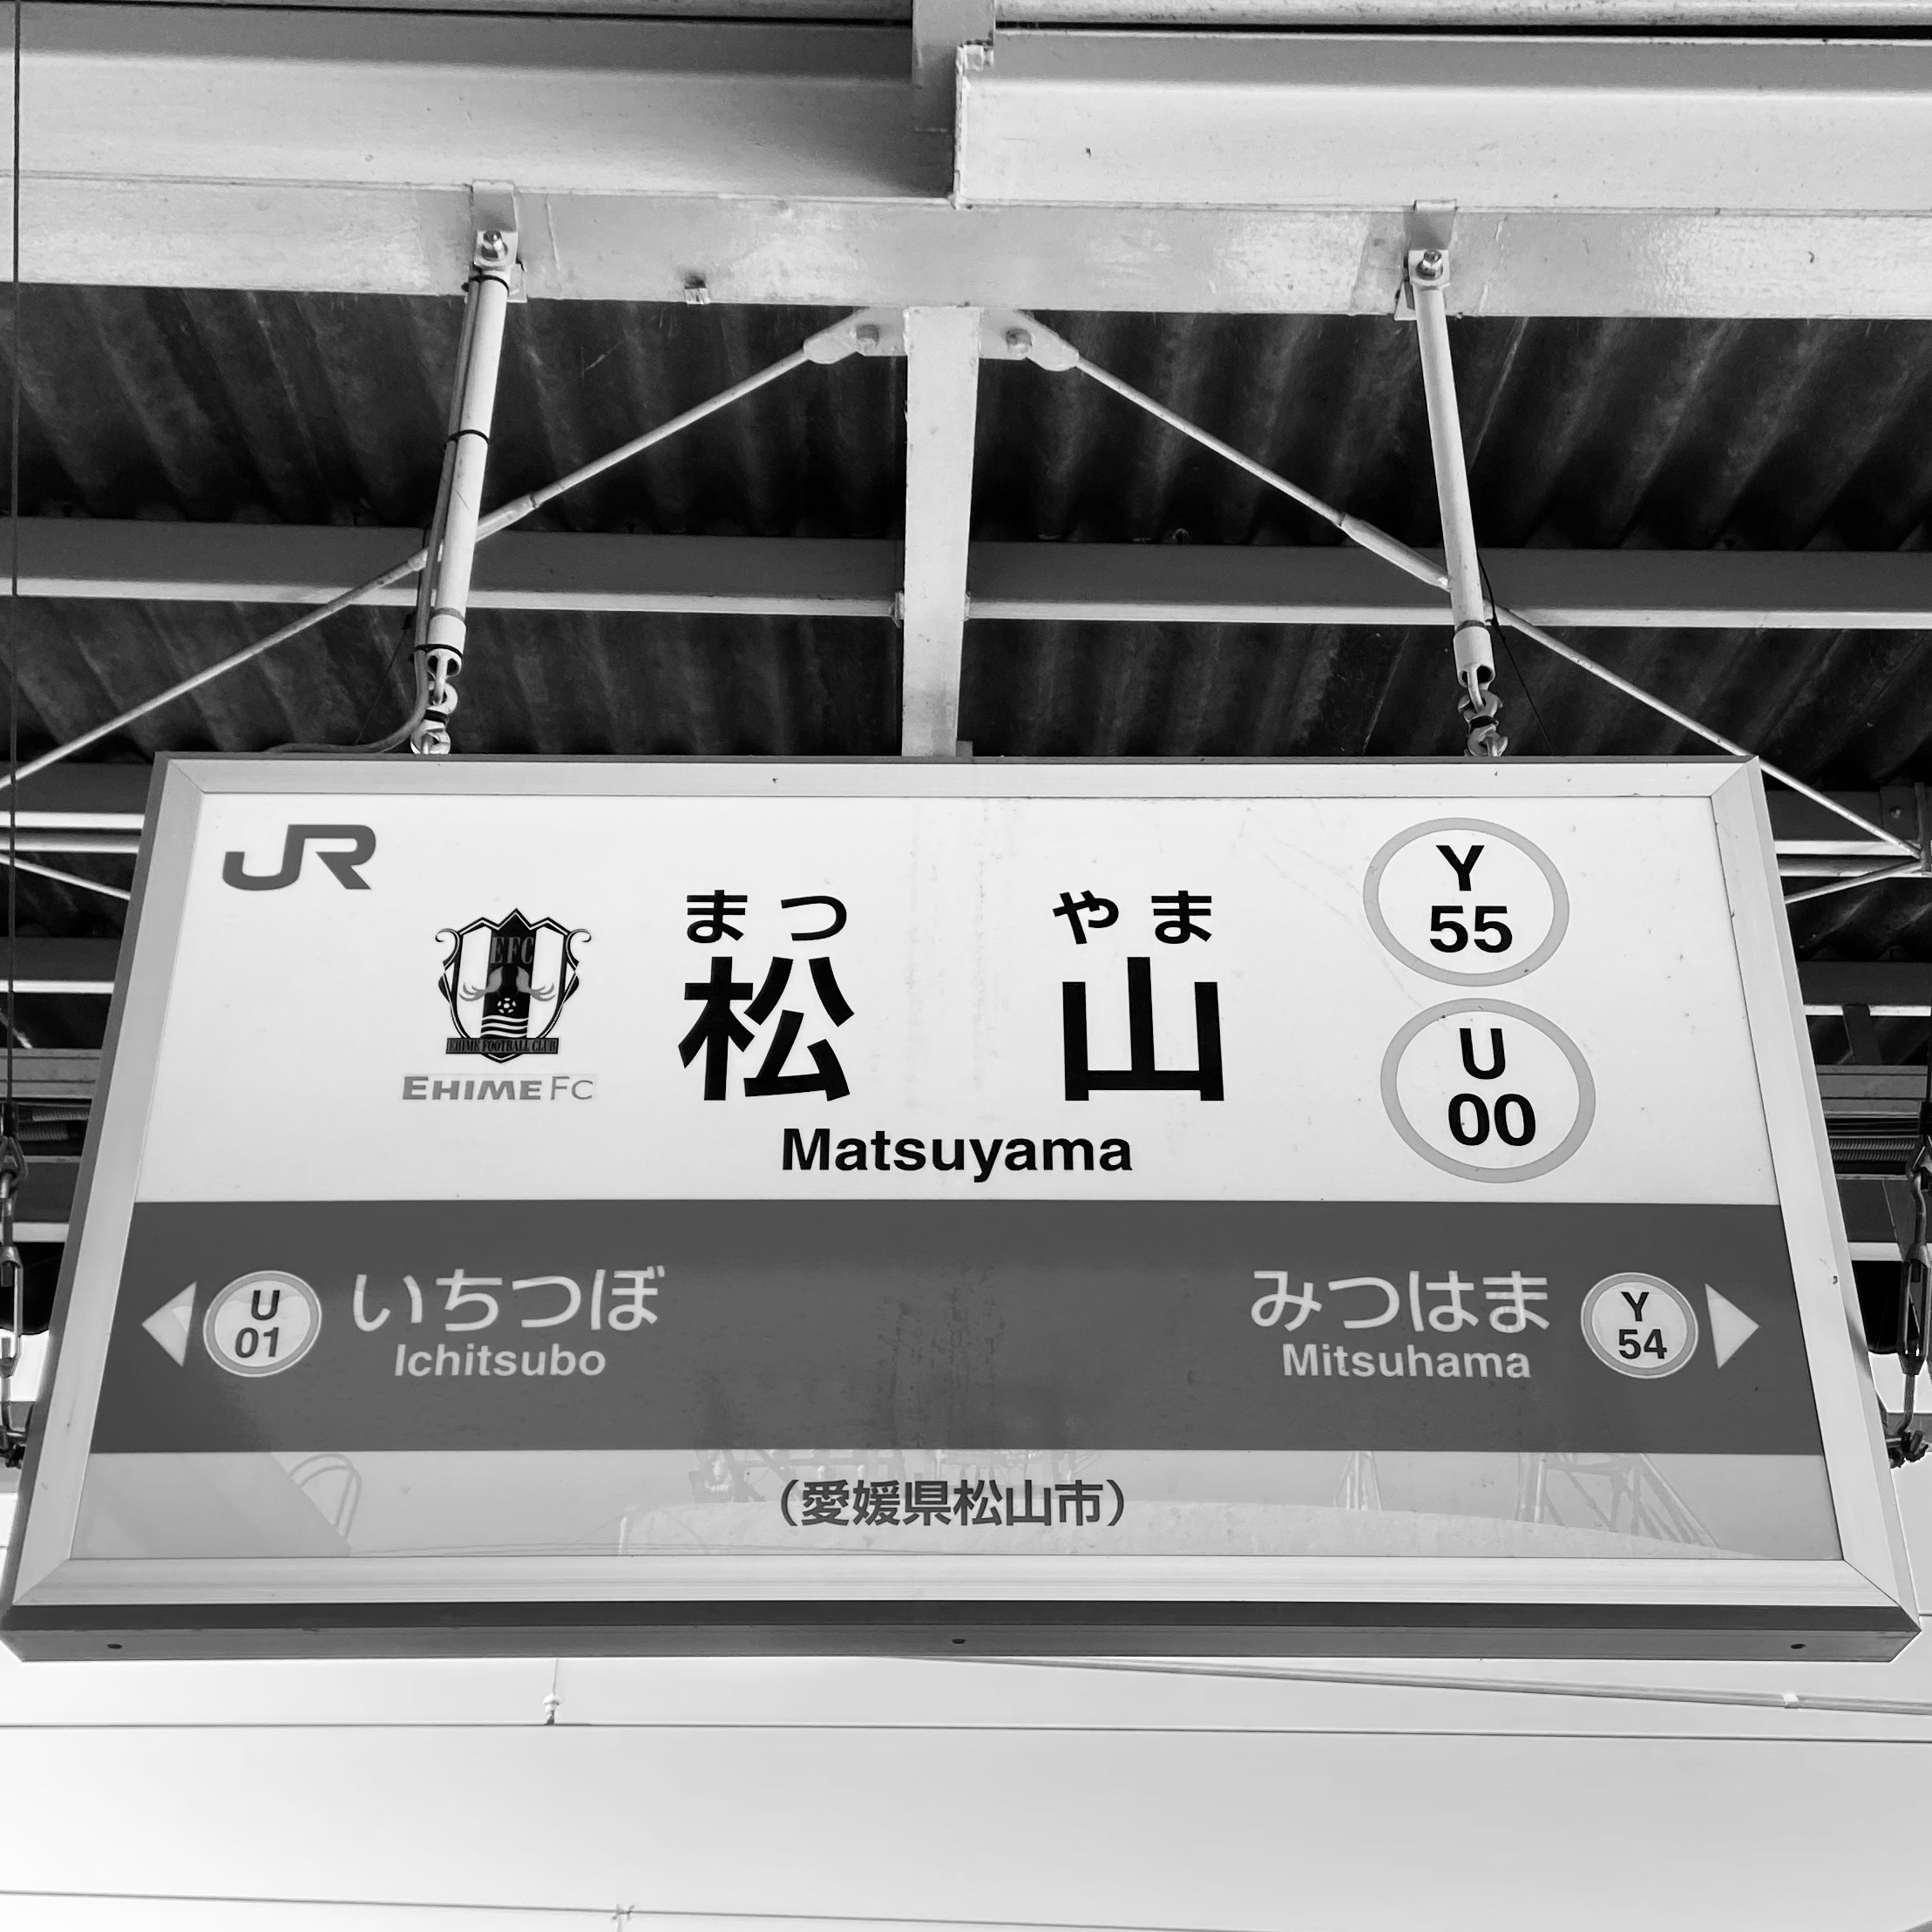 JR
EFC
EHIME FOOTBALL CLUB
EHIME FC
まつ やま
松 山
Matsuyama
Y
55
U
00
U
01
いちつぼ
Ichitsubo
みつはま
Mitsuhama
Y
54
(愛媛県松山市)